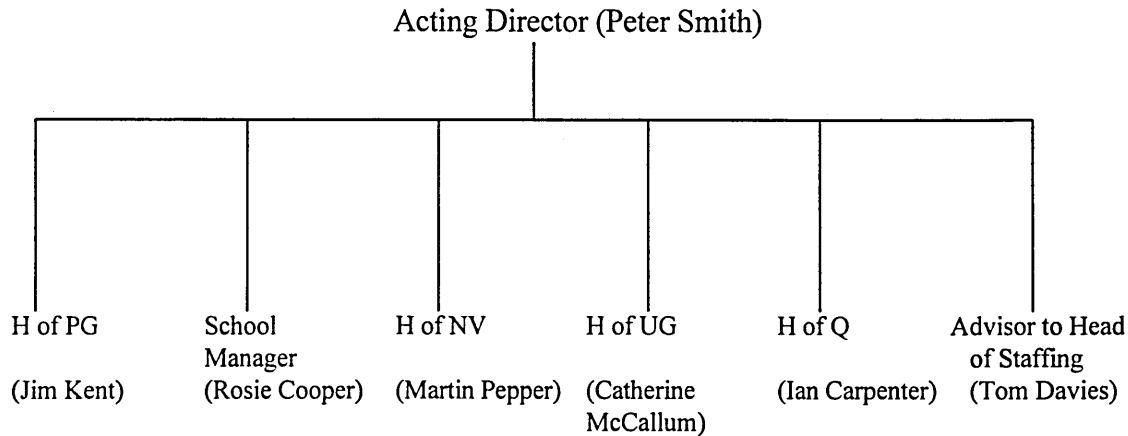 Acting Director (Peter Smith)
H of PG
(Jim Kent)
School
Manager
(Rosie Cooper)
H of NV
(Martin Pepper)
H of UG
(Catherine
McCallum)
H of Q
(Ian Carpenter)
Advisor to Head
of Staffing
(Tom Davies)